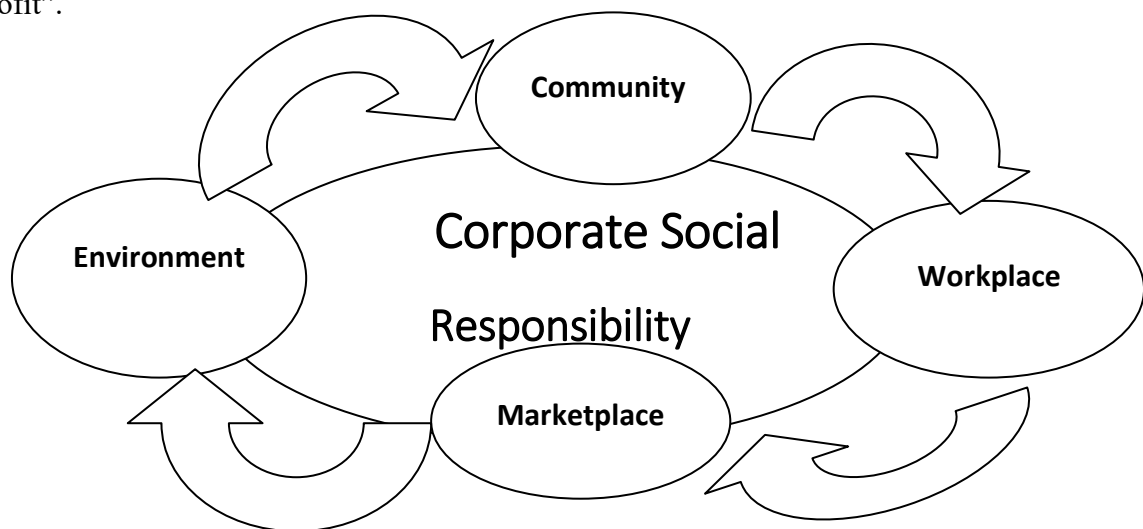 ofit".
Community
Corporate Social
Environment
Workplace
Responsibility
Marketplace